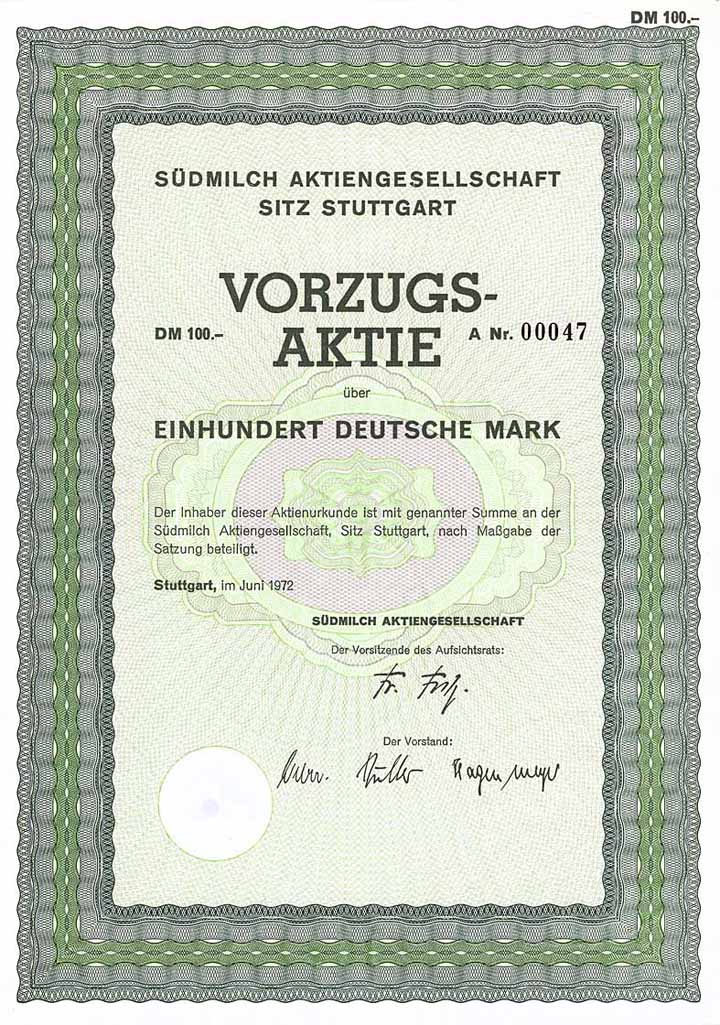 DM 100.–
SÜDMILCH AKTIENGESELLSCHAFT
SITZ STUTTGART
VORZUGS-
DM 100.– AKTIE A Nr. 00047
über
EINHUNDERT DEUTSCHE MARK
Der Inhaber dieser Aktienurkunde ist mit genannter Summe an der
Südmilch Aktiengesellschaft, Sitz Stuttgart, nach Maßgabe der
Satzung beteiligt.
Stuttgart, im Juni 1972
SÜDMILCH AKTIENGESELLSCHAFT
Der Vorsitzende des Aufsichtsrats:
Fr.
Der Vorstand: